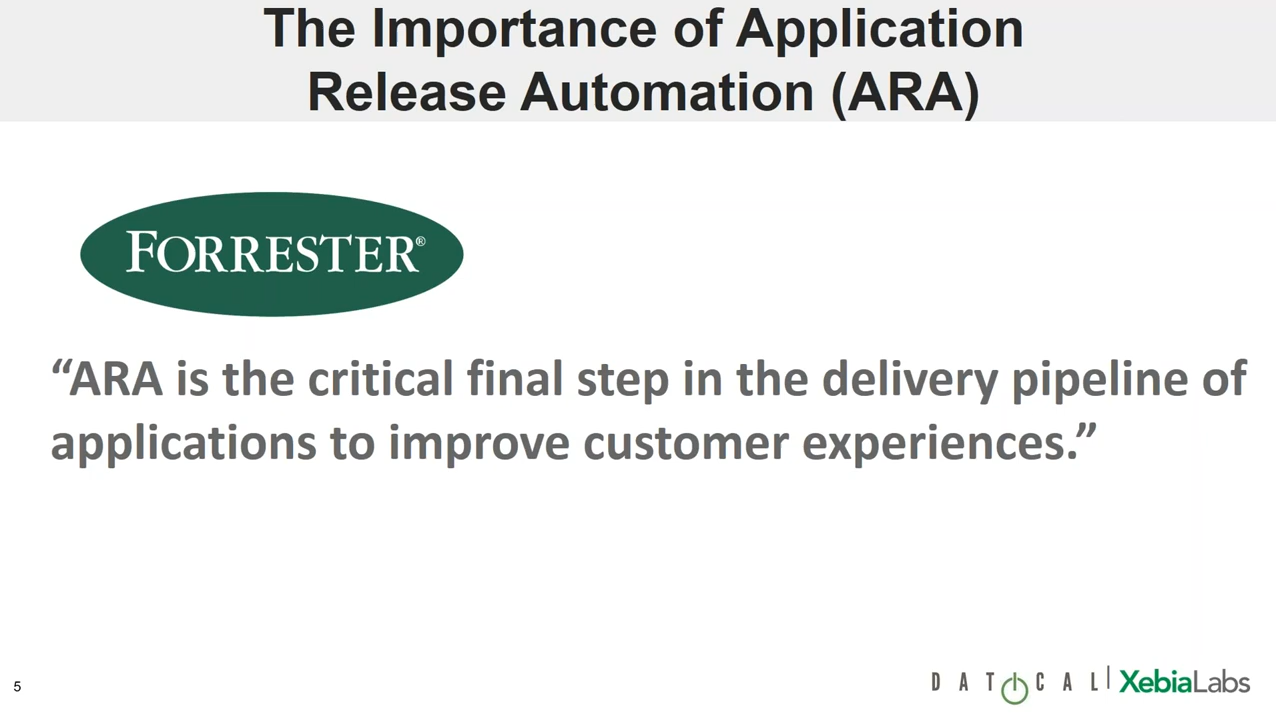 The Importance of Application
Release Automation (ARA)
FORRESTER®
“ARA is the critical final step in the delivery pipeline of
applications to improve customer experiences.”
5
DATCAL | XebiaLabs